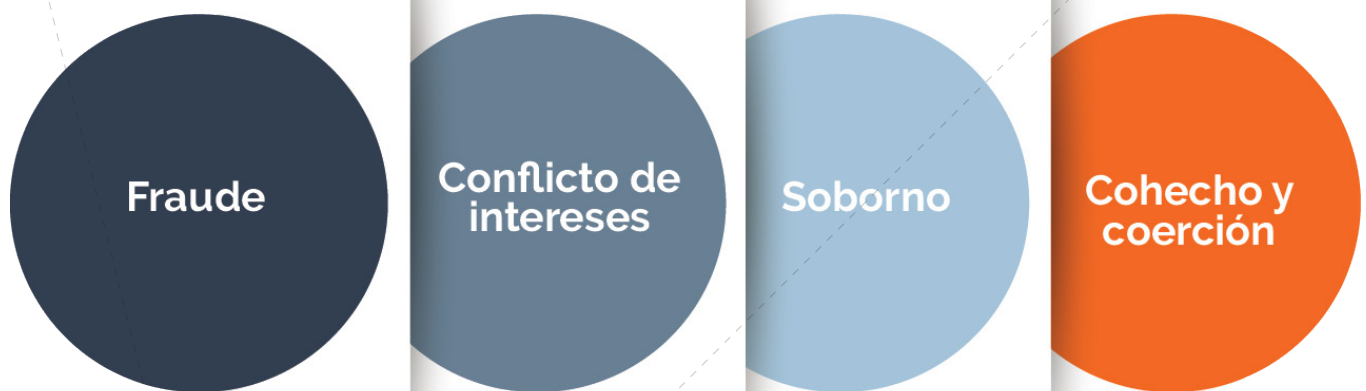 Fraude
Conflicto de
intereses
Soborno
Cohecho y
coerción